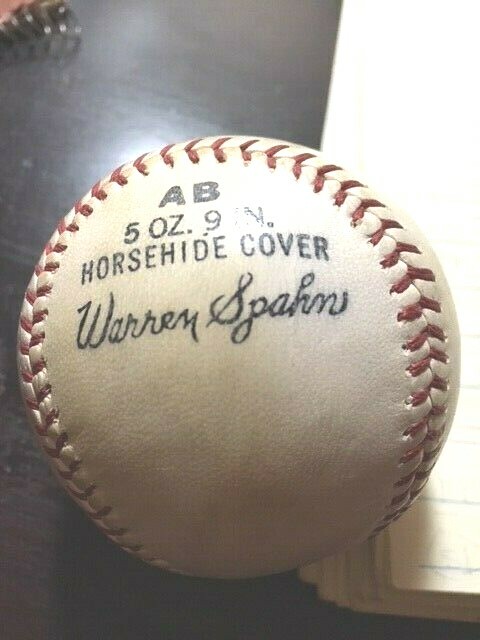 AB
5 OZ. 9 IN.
HORSEHIDE COVER
Warren Spahn